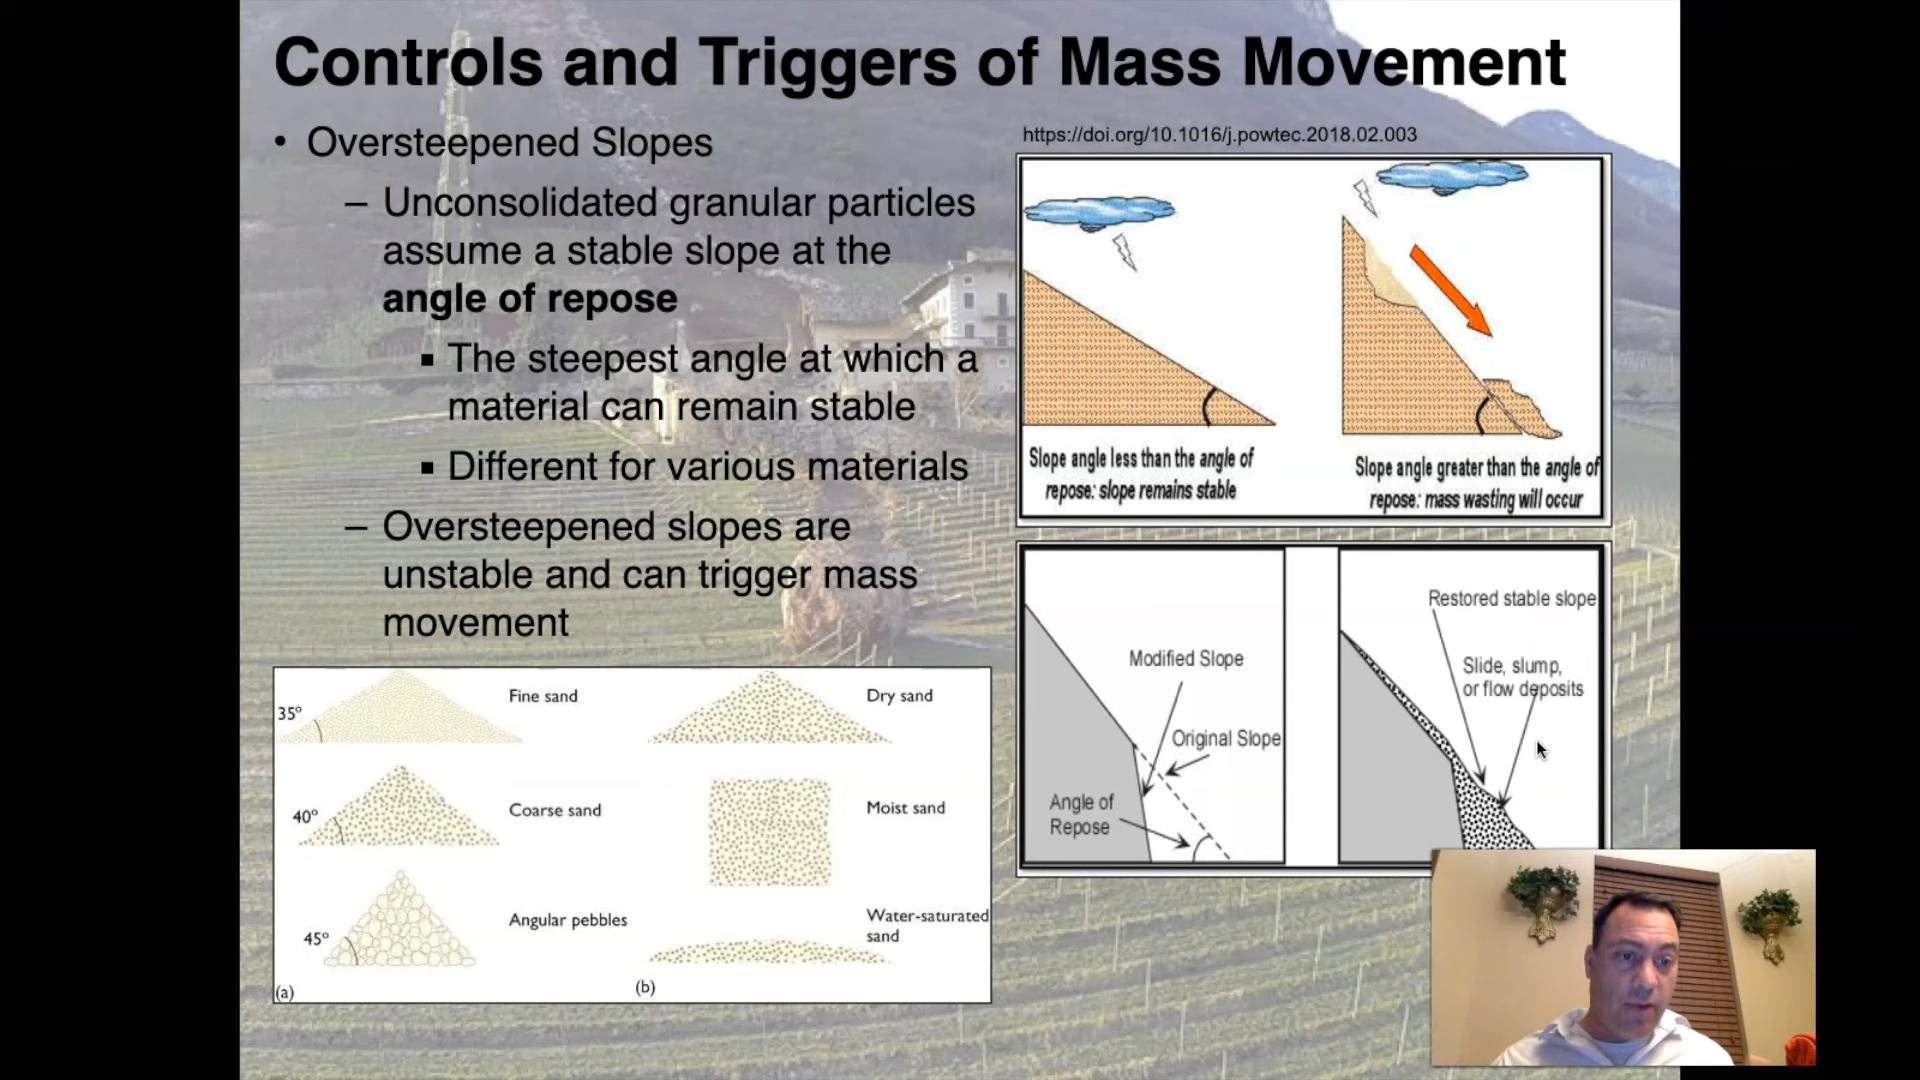 Controls and Triggers of Mass Movement
• Oversteepened Slopes
– Unconsolidated granular particles
assume a stable slope at the
angle of repose
▪ The steepest angle at which a
material can remain stable
▪ Different for various materials
– Oversteepened slopes are
unstable and can trigger mass
movement
https://doi.org/10.1016/j.powtec.2018.02.003
Slope angle less than the angle of
repose: slope remains stable
Slope angle greater than the angle of
repose: mass wasting will occur
Modified Slope
Original Slope
Angle of
Repose
Restored stable slope
Slide, slump,
or flow deposits
35°
Fine sand
40°
Coarse sand
45°
Angular pebbles
(a)
Dry sand
Moist sand
Water-saturated
sand
(b)